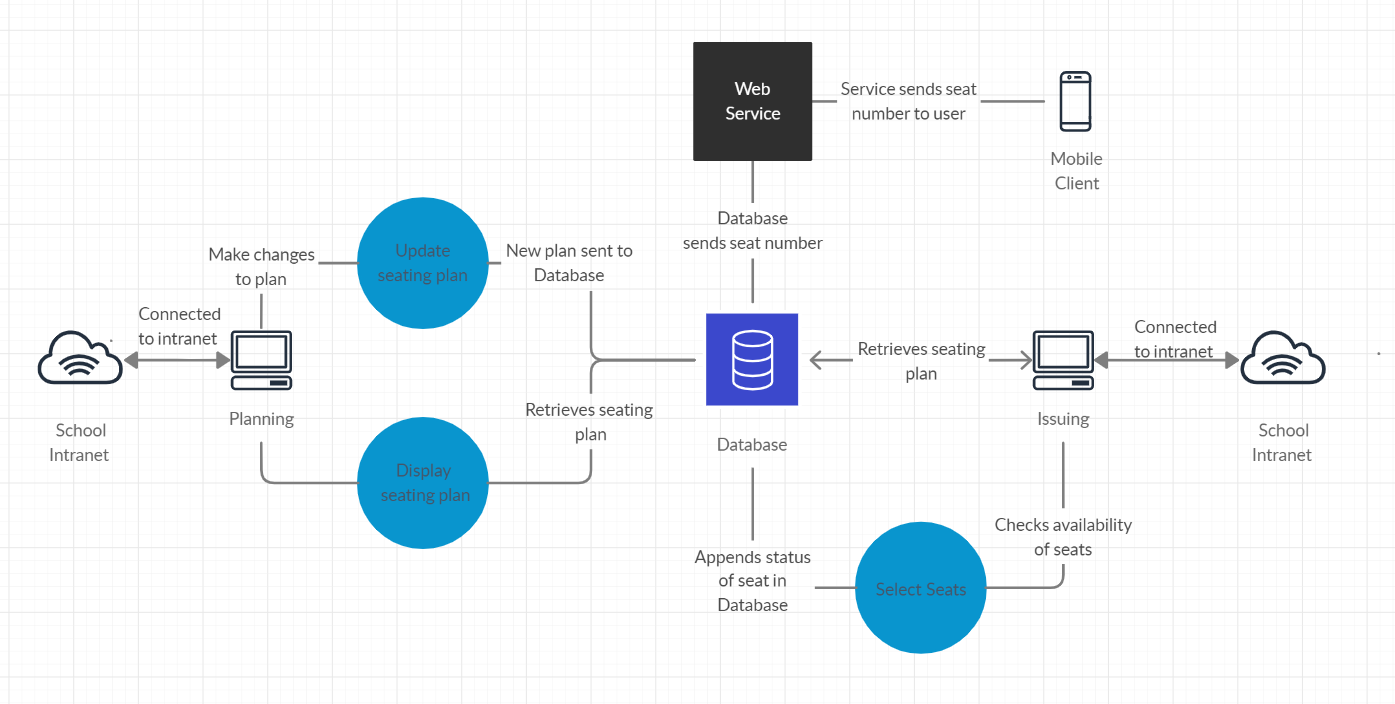 Web
Service
Service sends seat
number to user
Mobile
Client
Database
sends seat number
Make changes
to plan
Update
seating plan
New plan sent to
Database
Connected
to intranet
School
Intranet
Planning
Display
seating plan
Retrieves seating
plan
Database
Retrieves seating
plan
Issuing
Connected
to intranet
School
Intranet
Appends status
of seat in
Database
Select Seats
Checks availability
of seats